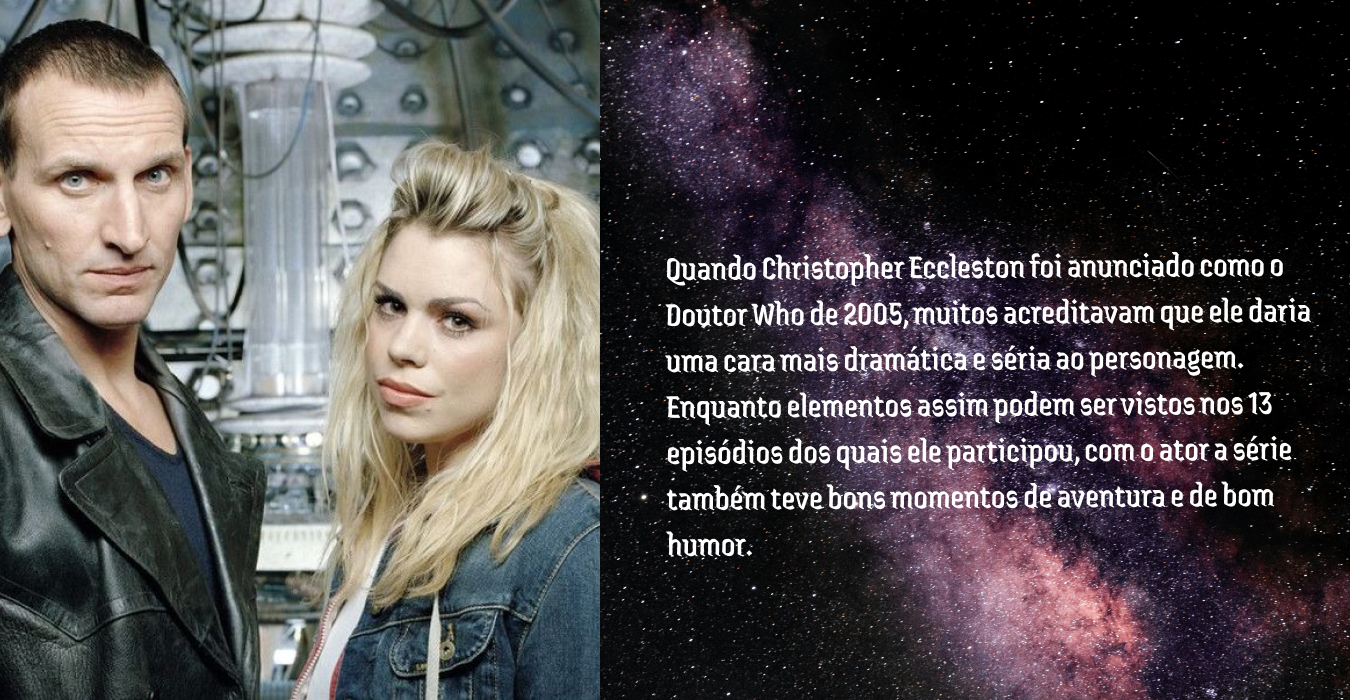 Quando Christopher Eccleston foi anunciado como o
Doutor Who de 2005, muitos acreditavam que ele daria
uma cara mais dramática e séria ao personagem.
Enquanto elementos assim podem ser vistos nos 13
episódios dos quais ele participou, com o ator a série
também teve bons momentos de aventura e de bom
humor.